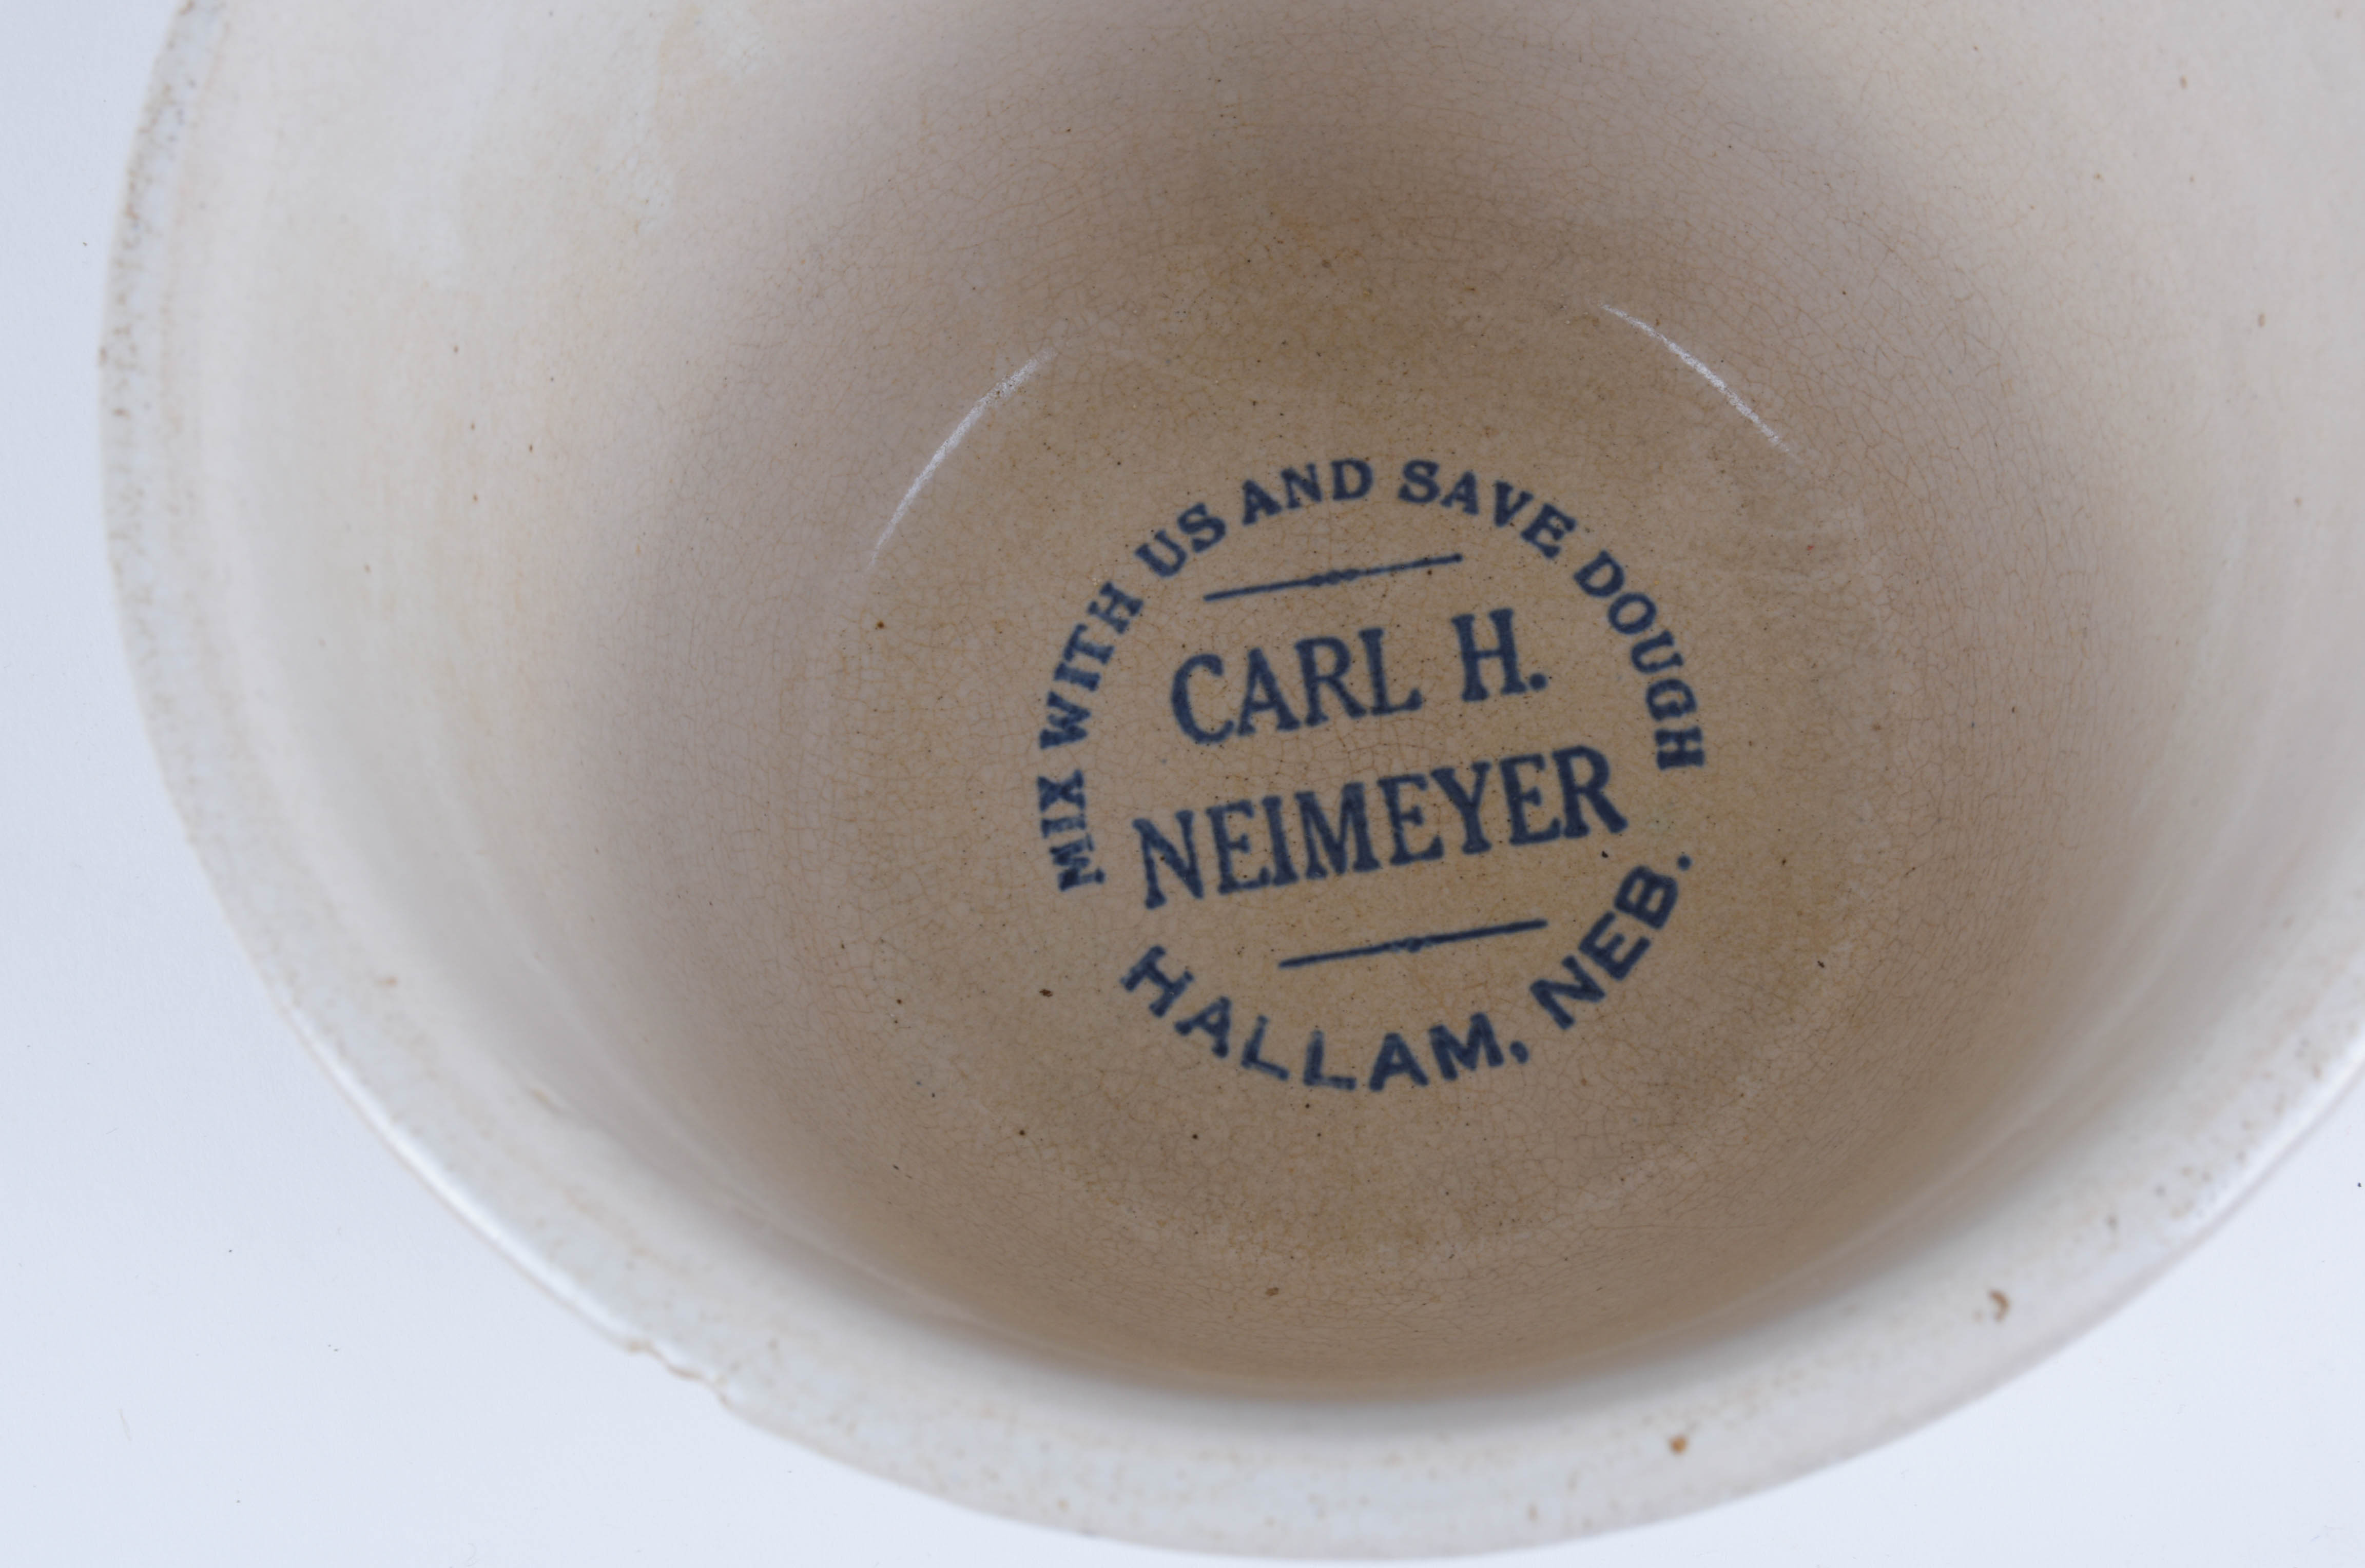 MIX WITH US AND SAVE DOUGH
CARL H.
NEIMEYER
HALLAM, NEB.